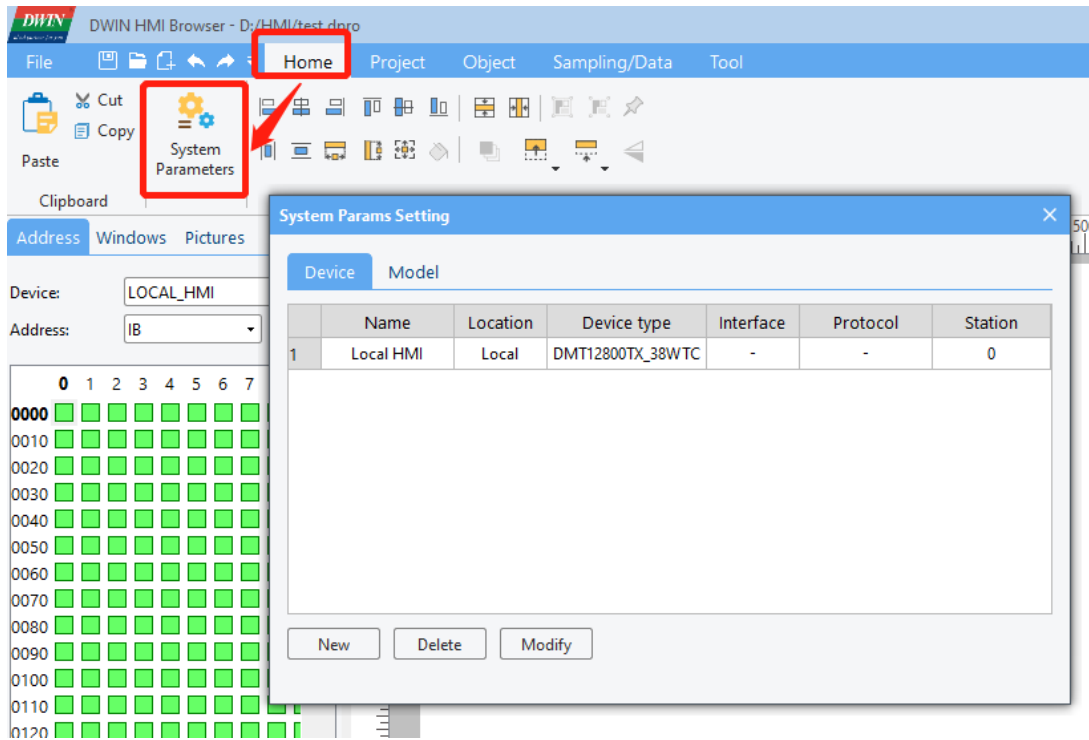 DWIN
DWIN HMI Browser - D:/HMI/test.dpro
File Home Project Object Sampling/Data Tool
Cut
Copy
Paste
System
Parameters
Clipboard
System Params Setting
Address Windows Pictures
50
Device Model
Device: LOCAL_HMI
Address: IB
Name Location Device type Interface Protocol Station
1 Local HMI Local DMT12800TX_38WTC - - 0
0 1 2 3 4 5 6 7
0000
0010
0020
0030
0040
0050
0060
0070
0080
0090
0100
0110
0120
New Delete Modify